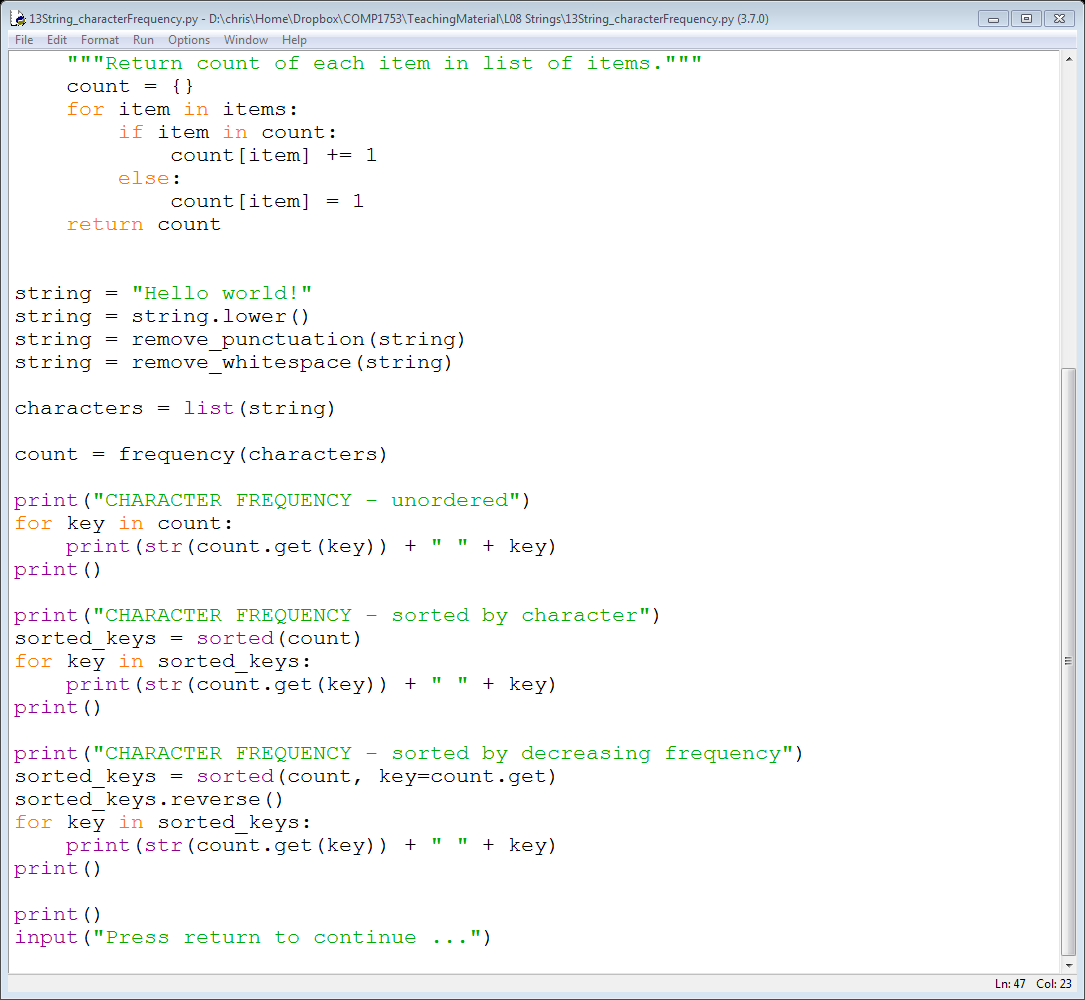 13String_characterFrequency.py - D:\chris\Home\Dropbox\COMP1753\TeachingMaterial\L08 Strings\13String_characterFrequency.py (3.7.0)
File Edit Format Run Options Window Help
    """Return count of each item in list of items."""
    count = {}
    for item in items:
        if item in count:
            count[item] += 1
        else:
            count[item] = 1
    return count

string = "Hello world!"
string = string.lower()
string = remove_punctuation(string)
string = remove_whitespace(string)

characters = list(string)

count = frequency(characters)

print("CHARACTER FREQUENCY - unordered")
for key in count:
    print(str(count.get(key)) + " " + key)
print()

print("CHARACTER FREQUENCY - sorted by character")
sorted_keys = sorted(count)
for key in sorted_keys:
    print(str(count.get(key)) + " " + key)
print()

print("CHARACTER FREQUENCY - sorted by decreasing frequency")
sorted_keys = sorted(count, key=count.get)
sorted_keys.reverse()
for key in sorted_keys:
    print(str(count.get(key)) + " " + key)
print()

print()
input("Press return to continue ...")
Ln: 47 Col: 23